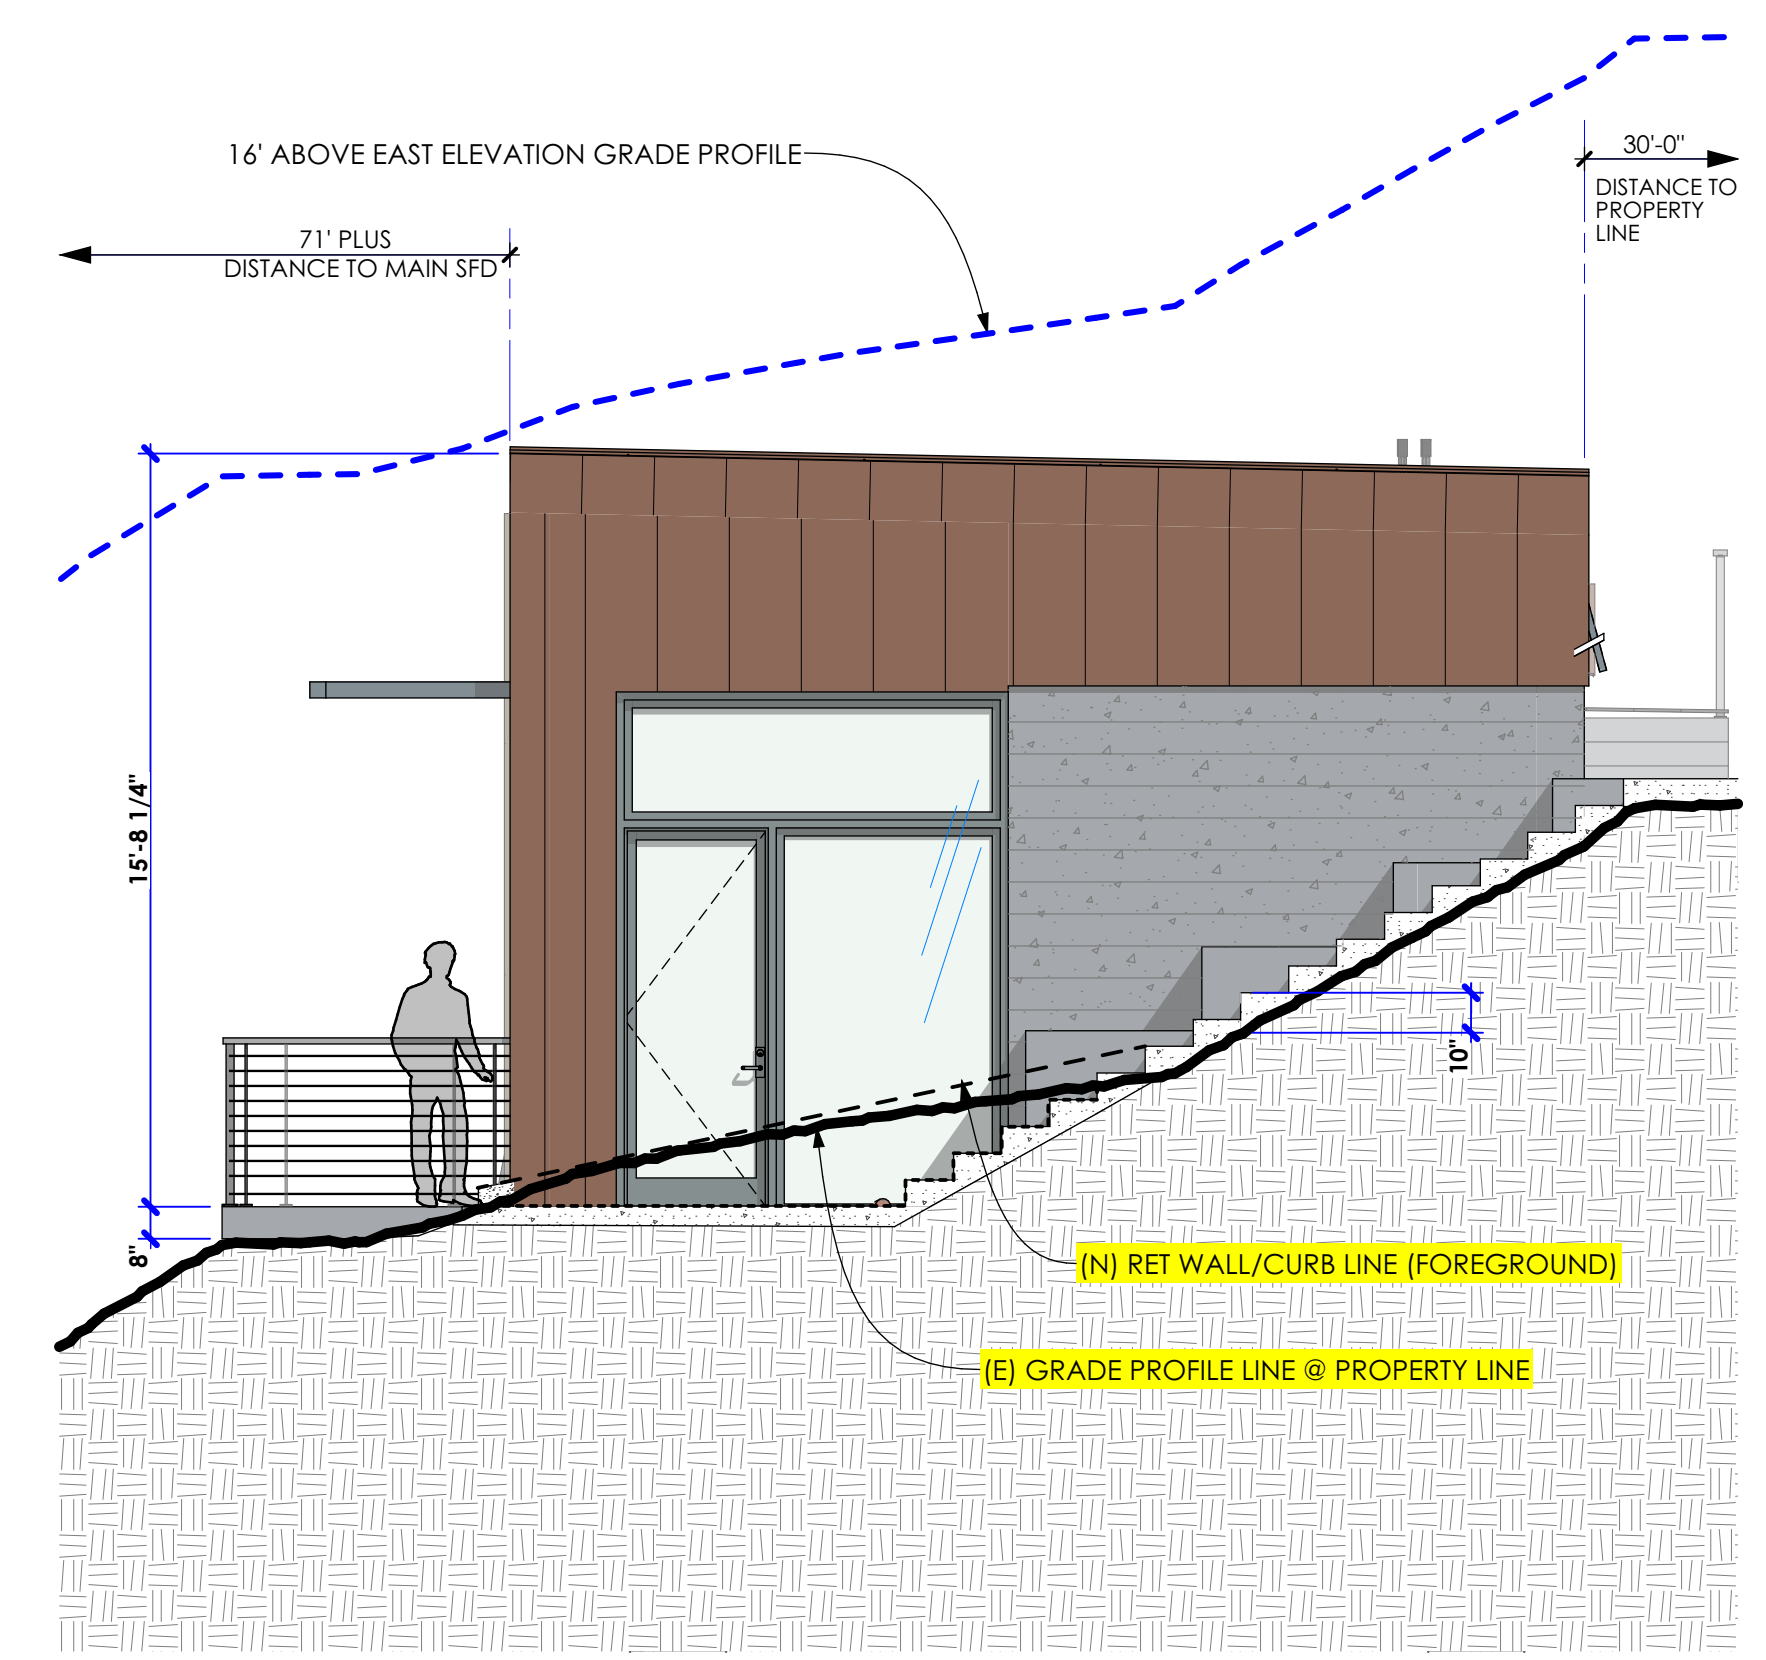 16' ABOVE EAST ELEVATION GRADE PROFILE
30'-0"
DISTANCE TO
PROPERTY
LINE
71' PLUS
DISTANCE TO MAIN SFD
15'-8 1/4"
10"
8"
(N) RET WALL/CURB LINE (FOREGROUND)
(E) GRADE PROFILE LINE @ PROPERTY LINE